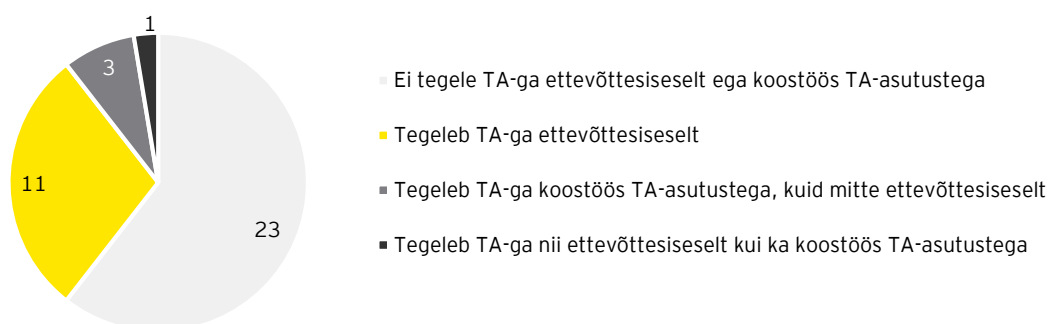 1
3
11
23
Ei tegele TA-ga ettevõttesiseselt ega koostöös TA-asutustega
Tegeleb TA-ga ettevõttesiseselt
Tegeleb TA-ga koostöös TA-asutustega, kuid mitte ettevõttesiseselt
Tegeleb TA-ga nii ettevõttesiseselt kui ka koostöös TA-asutustega